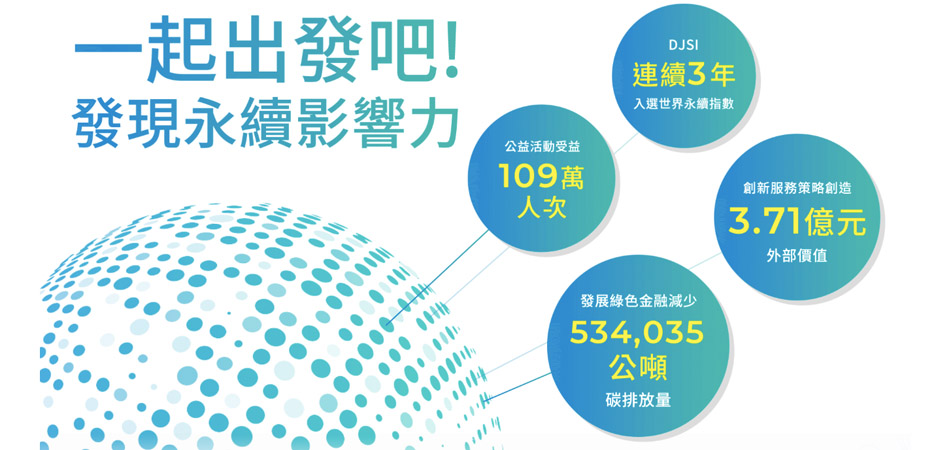 一起出發吧!
發現永續影響力
DJSI
連續3年
入選世界永續指數
公益活動受益
109萬
人次
創新服務策略創造
3.71億元
外部價值
發展綠色金融減少
534,035
公噸
碳排放量